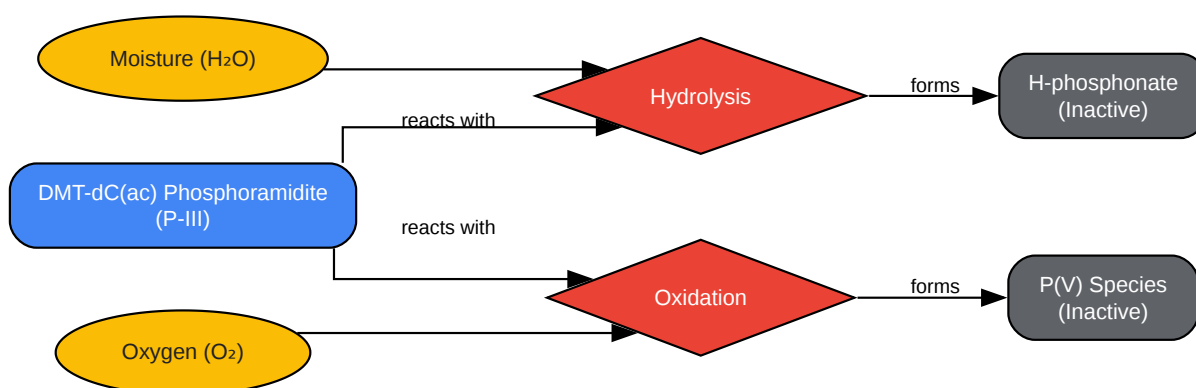 Moisture (H₂O)
Hydrolysis
forms
H-phosphonate
(Inactive)
reacts with
DMT-dC(ac) Phosphoramidite
(P-III)
reacts with
Oxidation
forms
P(V) Species
(Inactive)
Oxygen (O₂)